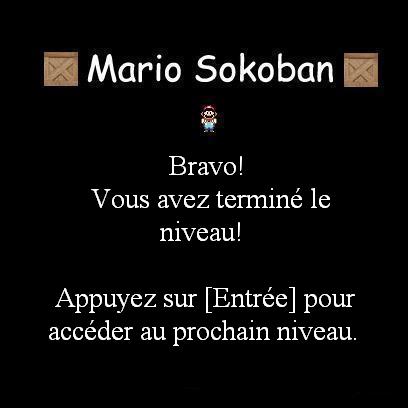 Mario Sokoban
Bravo!
Vous avez terminé le
niveau!
Appuyez sur [Entrée] pour
accéder au prochain niveau.